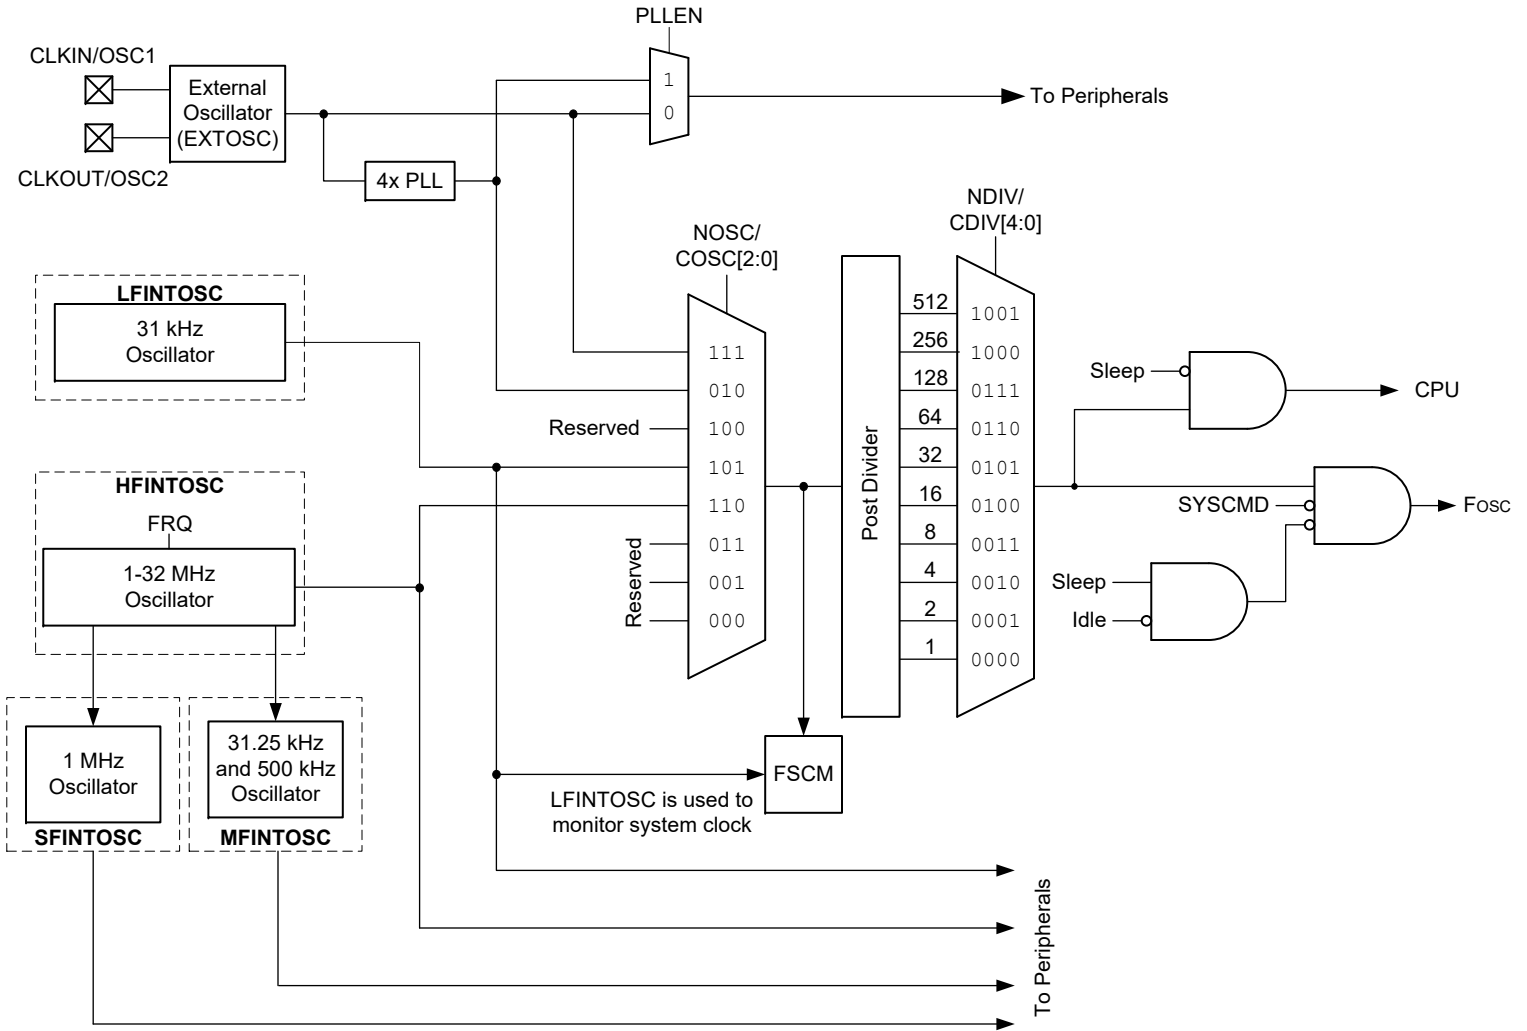 PLLEN
CLKIN/OSC1
External
Oscillator
(EXTOSC)
1
0
To Peripherals
CLKOUT/OSC2
4x PLL
NOSC/
COSC[2:0]
NDIV/
CDIV[4:0]
LFINTOSC
31 kHz
Oscillator
111
010
Reserved
100
101
110
Reserved
011
001
000
HFINTOSC
FRQ
1-32 MHz
Oscillator
Post Divider
512
1001
256
1000
128
0111
64
0110
32
0101
16
0100
8
0011
4
0010
2
0001
1
0000
Sleep
CPU
SYSCMD
FOSC
Sleep
Idle
1 MHz
Oscillator
SFINTOSC
31.25 kHz
and 500 kHz
Oscillator
MFINTOSC
FSCM
LFINTOSC is used to
monitor system clock
To Peripherals